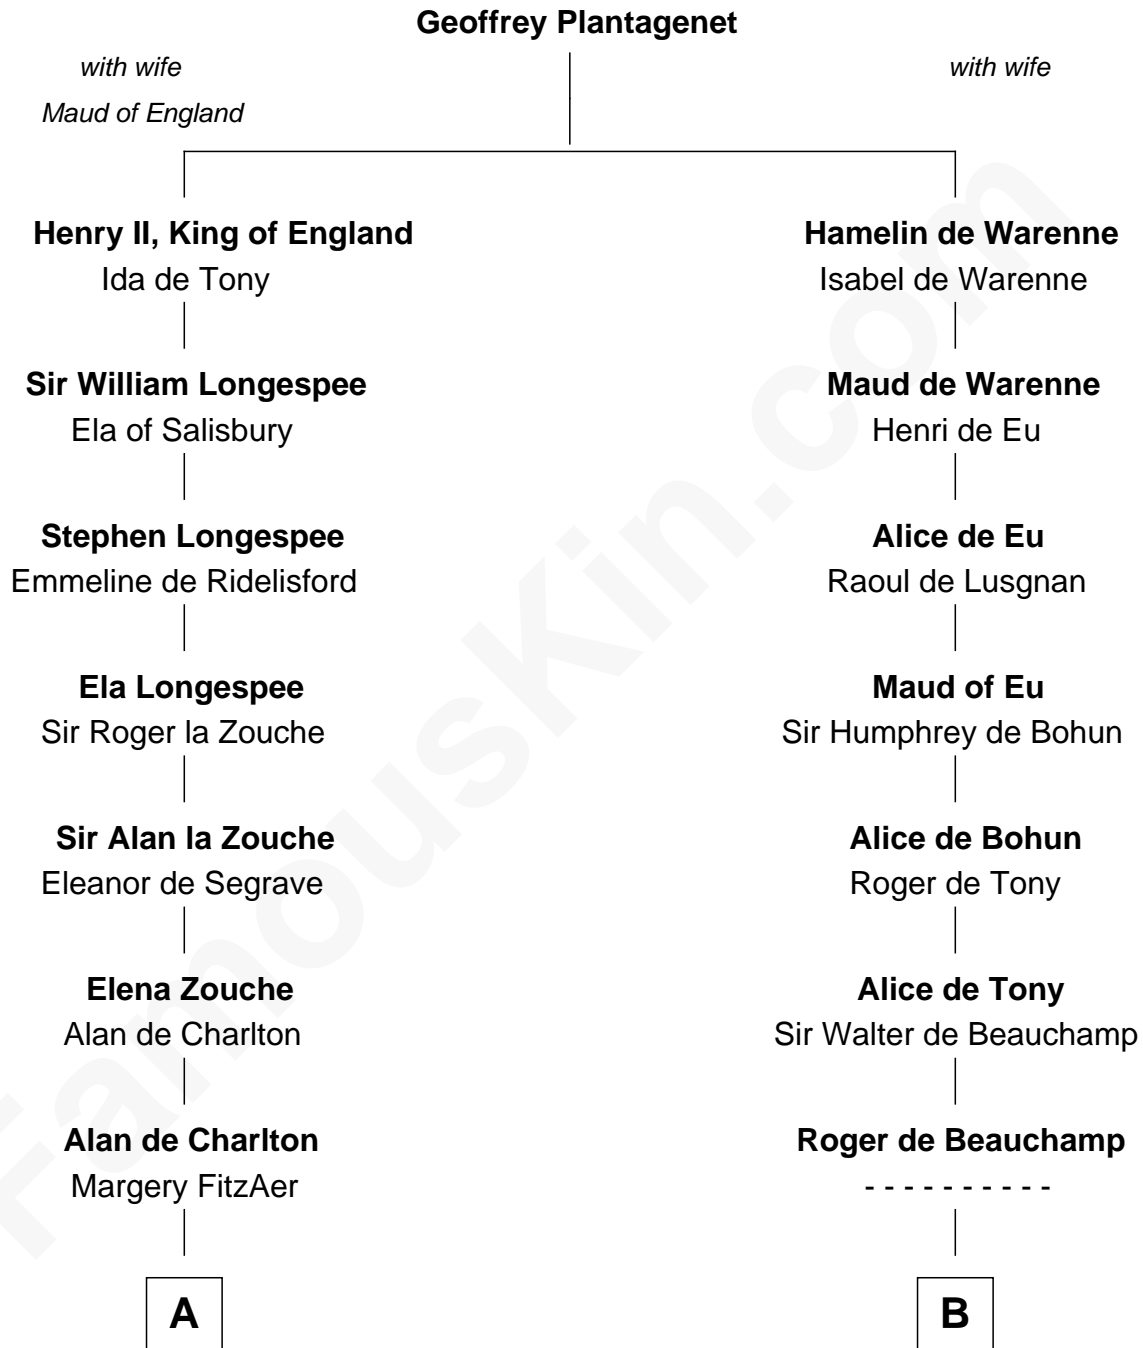 Geoffrey Plantagenet
with wife
Maud of England
with wife
Henry II, King of England
Ida de Tony
Hamelin de Warenne
Isabel de Warenne
Sir William Longespee
Ela of Salisbury
Maud de Warenne
Henri de Eu
Stephen Longespee
Emmeline de Ridelisford
Alice de Eu
Raoul de Lusgnan
Ela Longespee
Sir Roger la Zouche
Maud of Eu
Sir Humphrey de Bohun
Sir Alan la Zouche
Eleanor de Segrave
Alice de Bohun
Roger de Tony
Elena Zouche
Alan de Charlton
Alice de Tony
Sir Walter de Beauchamp
Alan de Charlton
Margery FitzAer
Roger de Beauchamp
- - - - - - - - - -
A
B
FamousKin.com